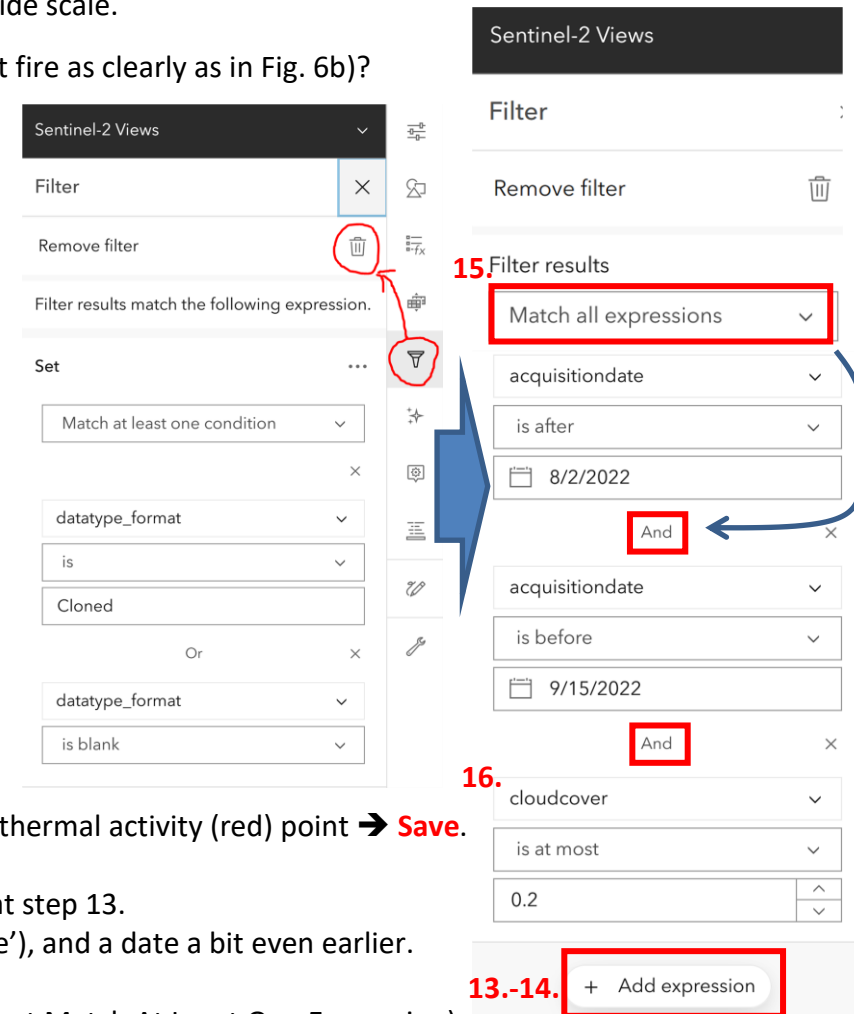 ide scale.
t fire as clearly as in Fig. 6b)?
Sentinel-2 Views
Filter
Remove filter
Filter results match the following expression.
Set
Match at least one condition
datatype_format
is
Cloned
Or
datatype_format
is blank
thermal activity (red) point ➔ Save.
nt step 13.
e'), and a date a bit even earlier.
Sentinel-2 Views
Filter
Remove filter
15.
Filter results
Match all expressions
acquisitiondate
is after
8/2/2022
And
acquisitiondate
is before
9/15/2022
And
16.
cloudcover
is at most
0.2
13.-14.
+ Add expression